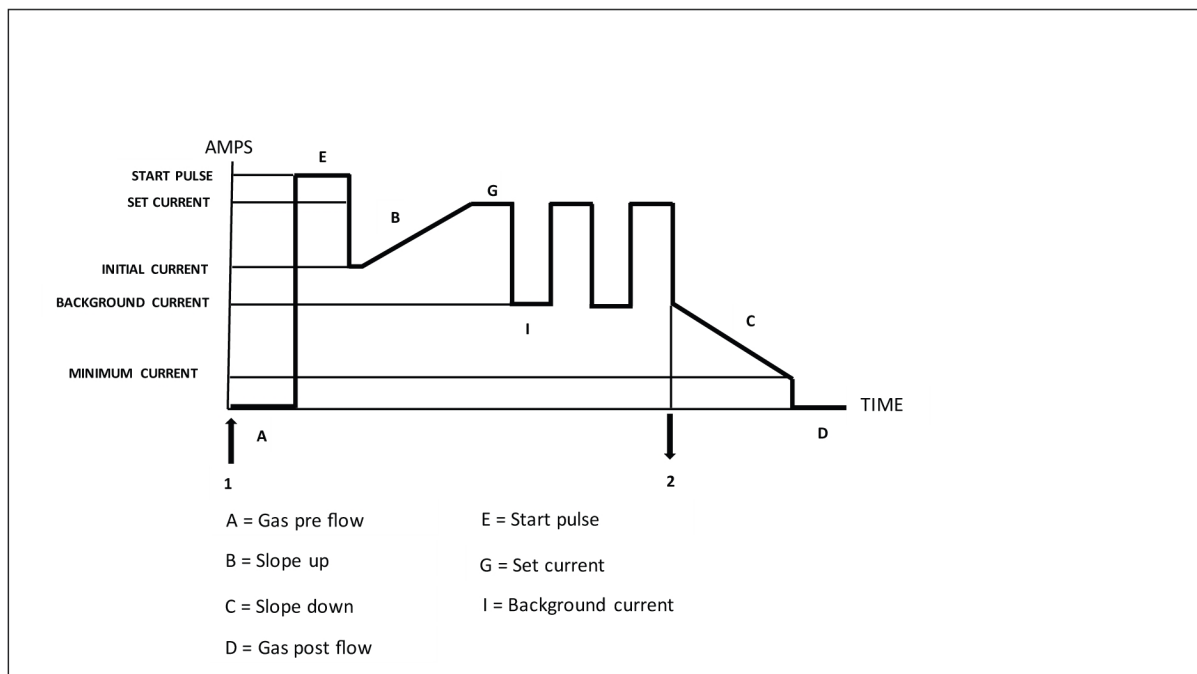 AMPS
E
START PULSE
G
SET CURRENT
B
INITIAL CURRENT
BACKGROUND CURRENT
I
C
MINIMUM CURRENT
TIME
A
D
1
2
A = Gas pre flow
E = Start pulse
B = Slope up
G = Set current
C = Slope down
I = Background current
D = Gas post flow